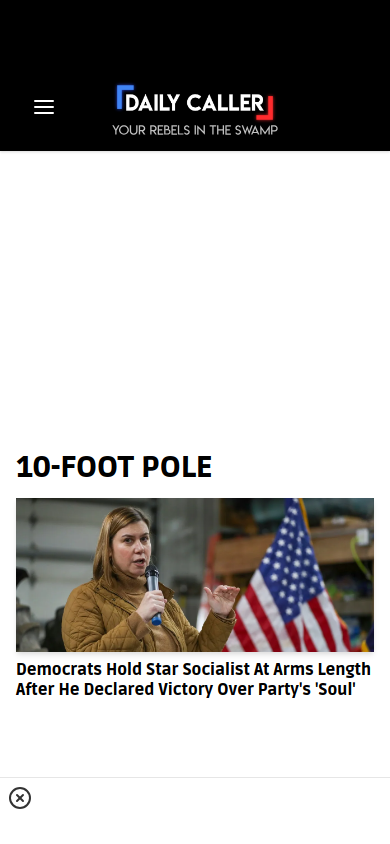 DAILY CALLER
YOUR REBELS IN THE SWAMP
10-FOOT POLE
Democrats Hold Star Socialist At Arms Length
After He Declared Victory Over Party's 'Soul'